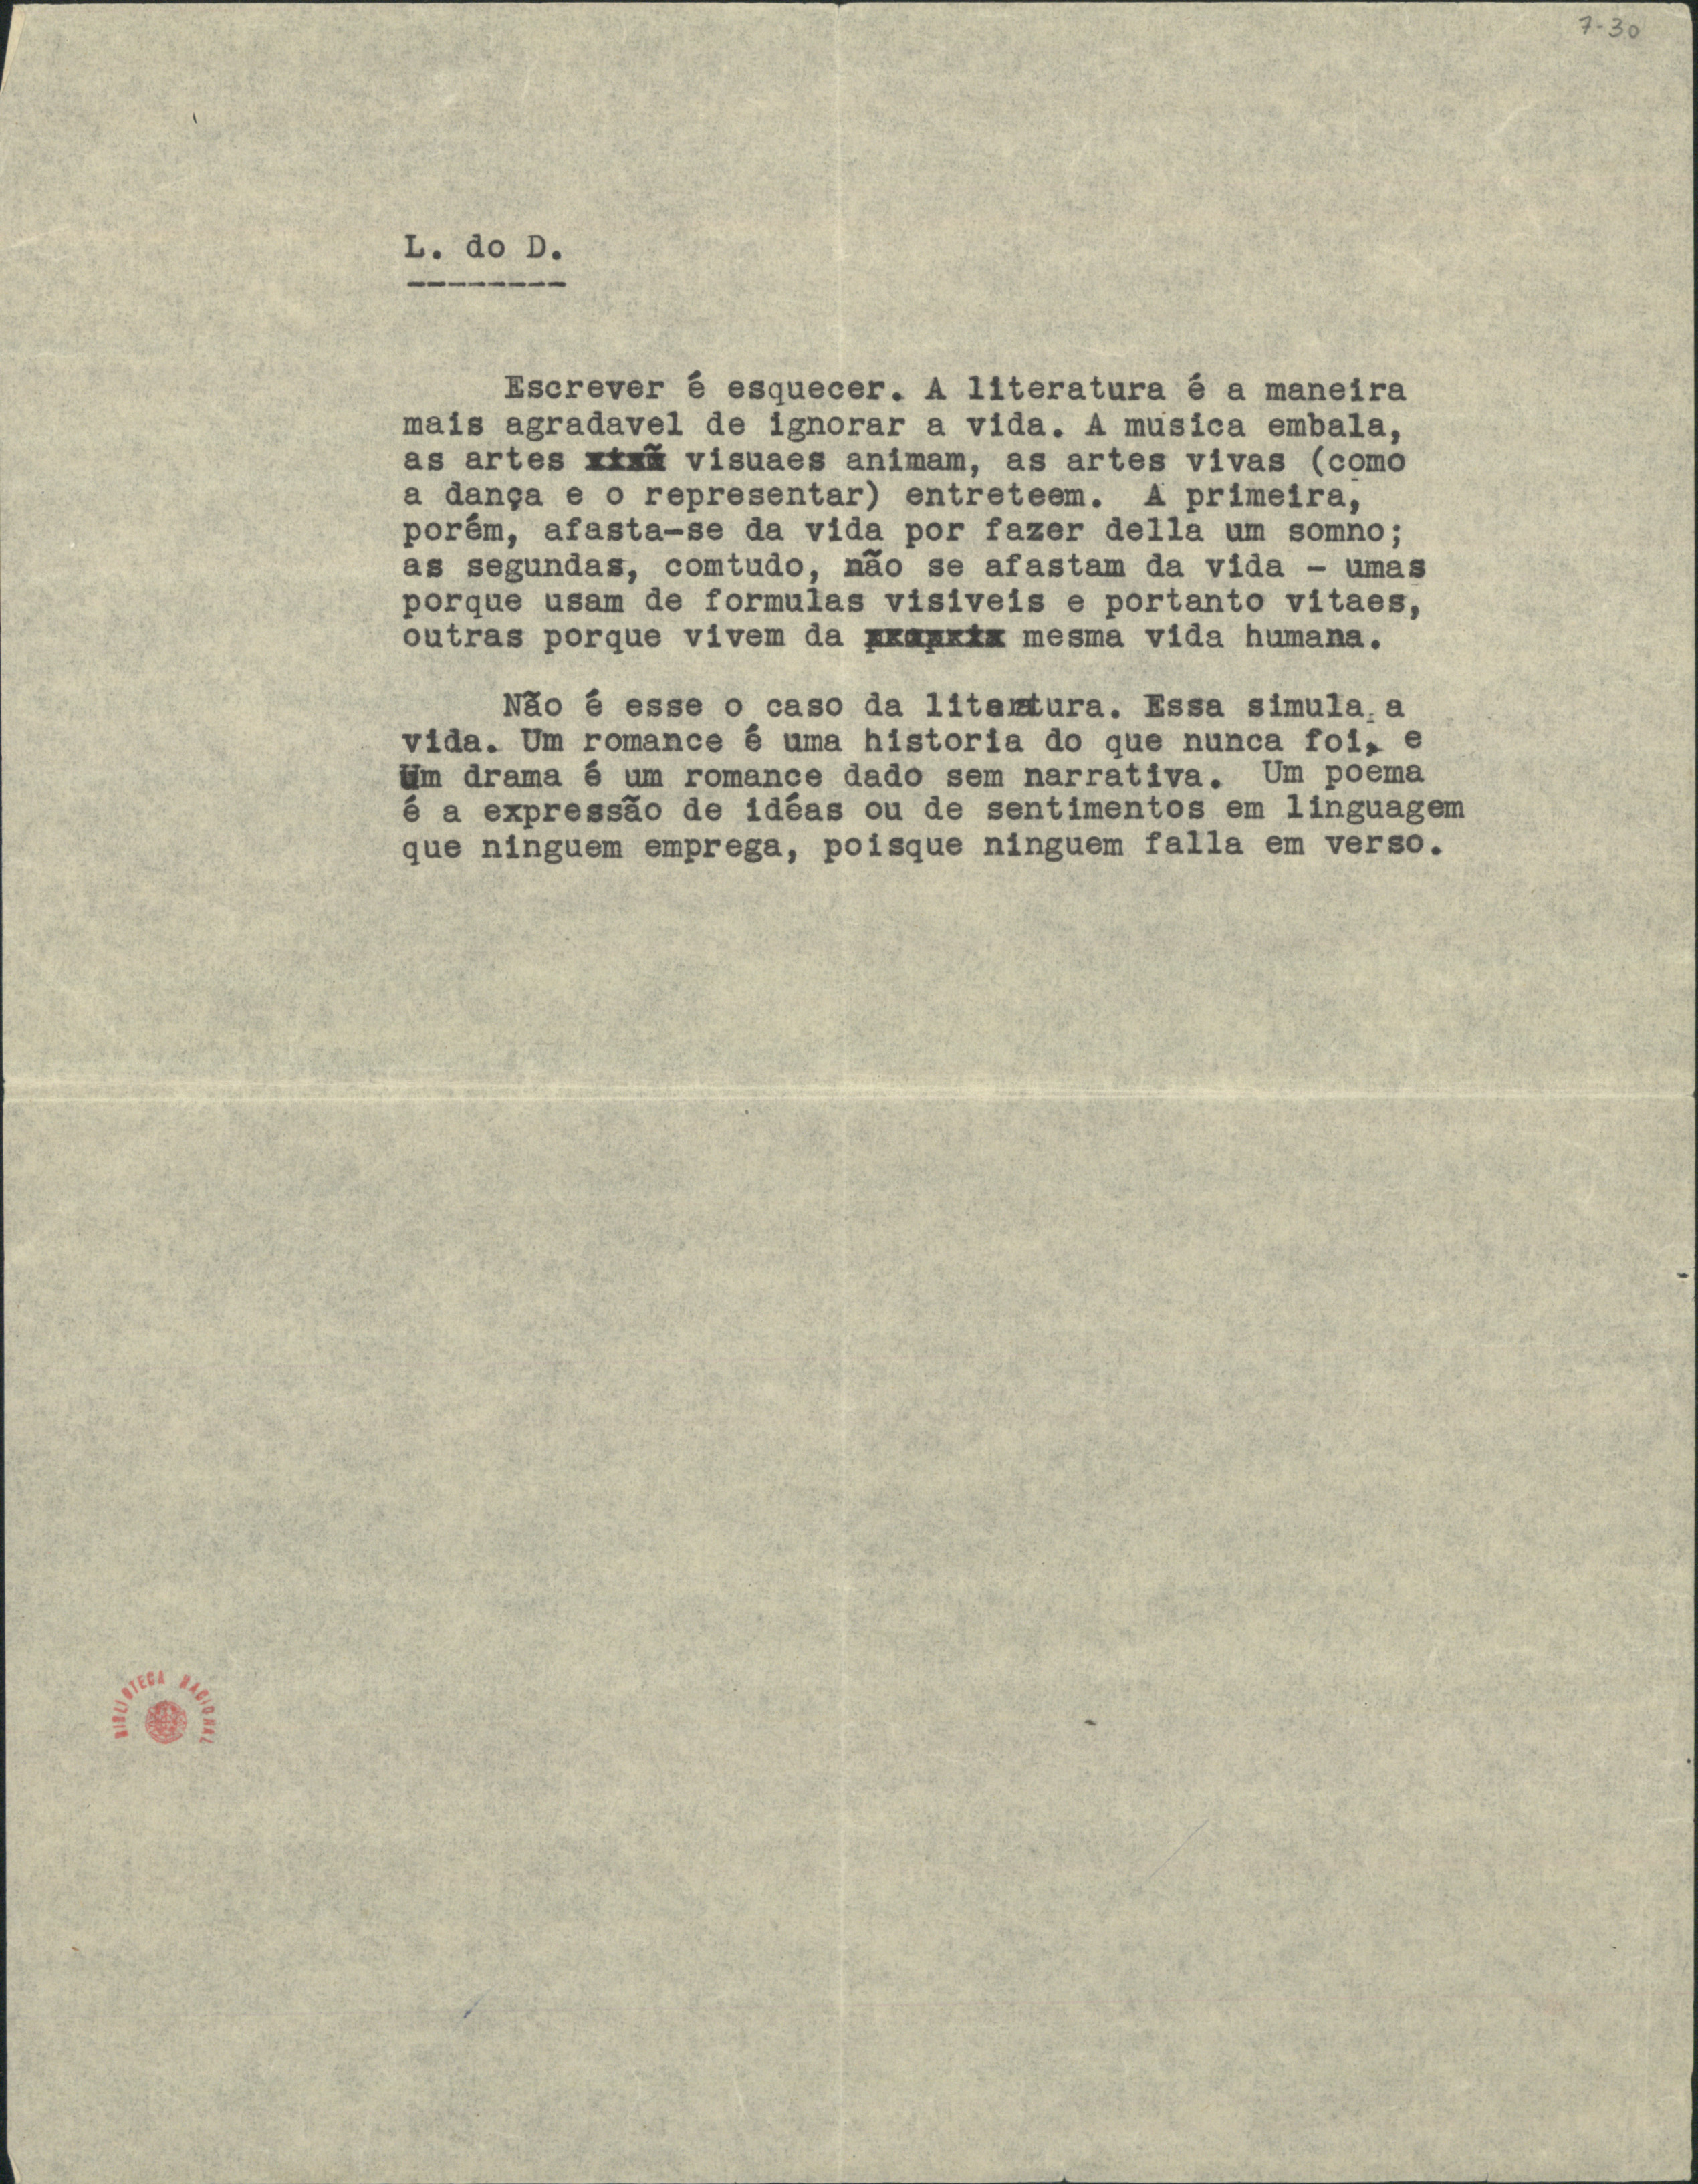 7-30
L. do D.
--------
Escrever é esquecer. A literatura é a maneira
mais agradavel de ignorar a vida. A musica embala,
as artes visuaes animam, as artes vivas (como
a dança e o representar) entreteem. A primeira,
porém, afasta-se da vida por fazer della um somno;
as segundas, comtudo, não se afastam da vida - umas
porque usam de formulas visiveis e portanto vitaes,
outras porque vivem da mesma vida humana.
Não é esse o caso da literatura. Essa simula a
vida. Um romance é uma historia do que nunca foi, e
um drama é um romance dado sem narrativa. Um poema
é a expressão de idéas ou de sentimentos em linguagem
que ninguem emprega, poisque ninguem falla em verso.
BIBLIOTECA NACIONAL